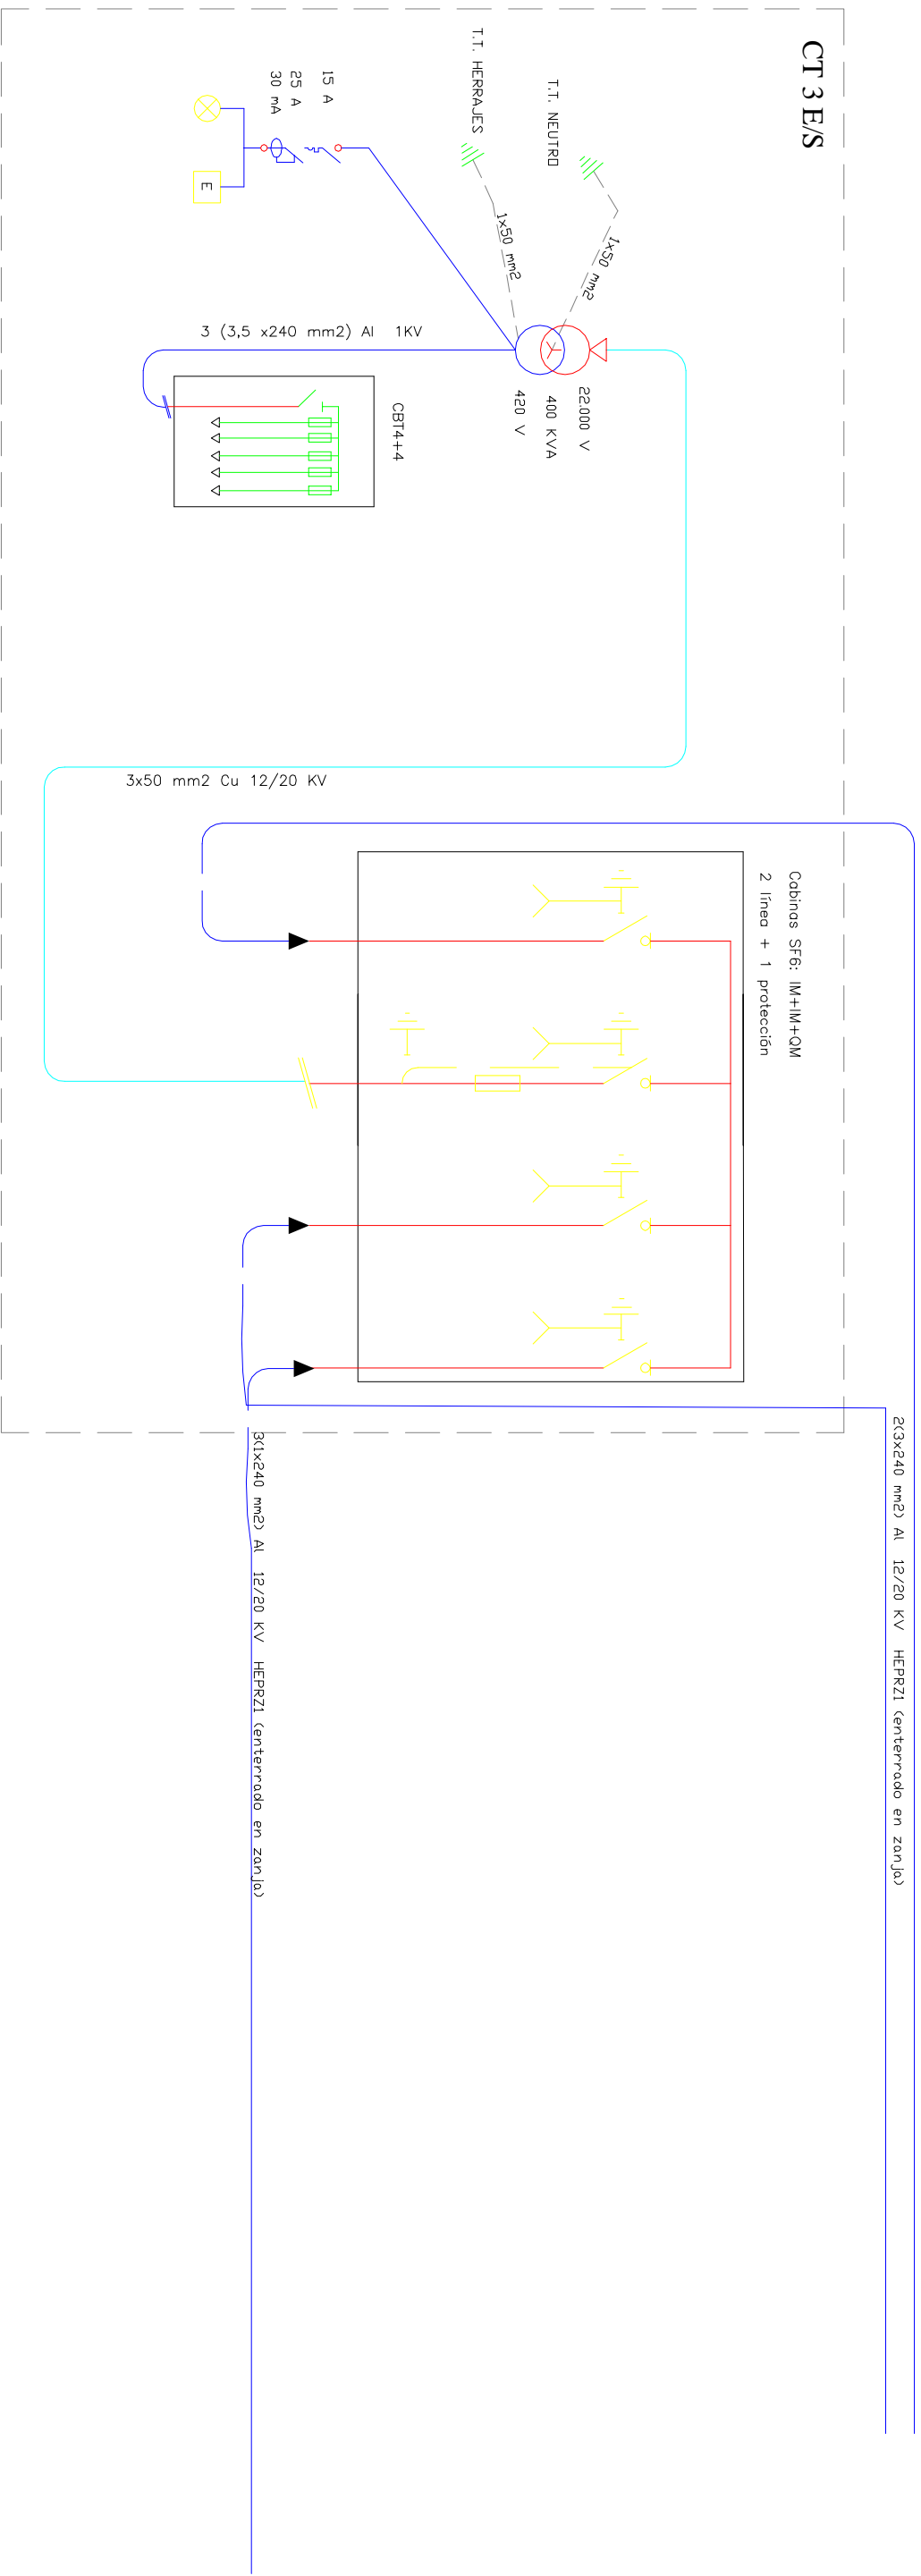 CT 3 E/S
T.T. HERRAJES
T.T. NEUTRO
15 A
25 A
30 mA
E
1x50 mm2
1x50 mm2
22.000 V
400 KVA
420 V
3 (3,5 x240 mm2) Al 1KV
CBT4+4
3x50 mm2 Cu 12/20 KV
Cabinas SF6: IM+IM+QM
2 línea + 1 protección
2(3x240 mm2) Al 12/20 KV HEPRZ1 (enterrado en zanja)
3(1x240 mm2) Al 12/20 KV HEPRZ1 (enterrado en zanja)